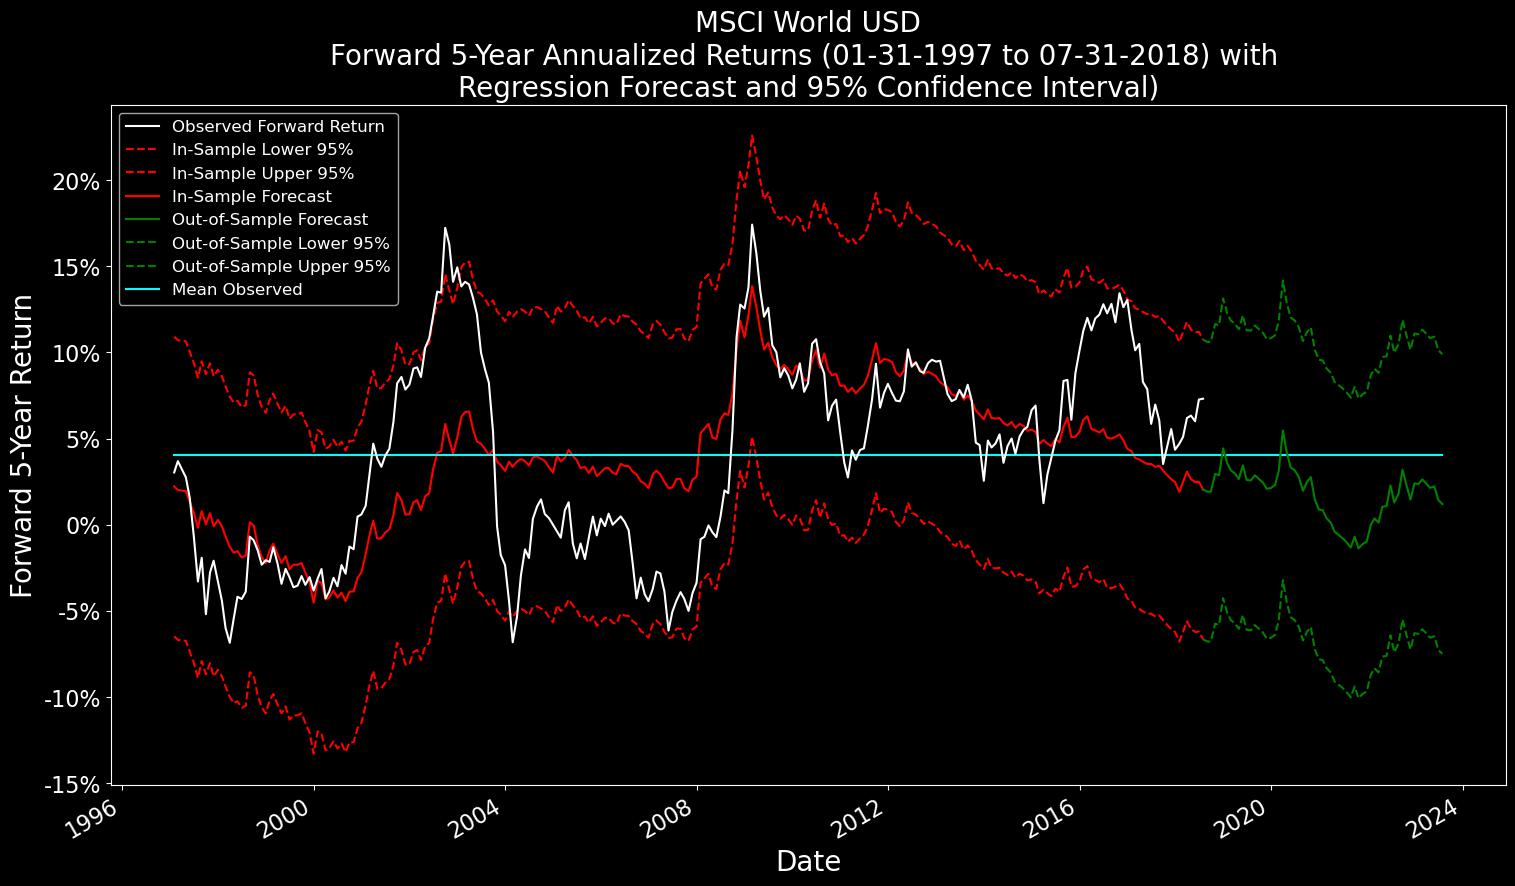 MSCI World USD
Forward 5-Year Annualized Returns (01-31-1997 to 07-31-2018) with
Regression Forecast and 95% Confidence Interval)
Observed Forward Return
In-Sample Lower 95%
In-Sample Upper 95%
In-Sample Forecast
Out-of-Sample Forecast
Out-of-Sample Lower 95%
Out-of-Sample Upper 95%
Mean Observed
Forward 5-Year Return
20%
15%
10%
5%
0%
-5%
-10%
-15%
1996
2000
2004
2008
2012
2016
2020
2024
Date